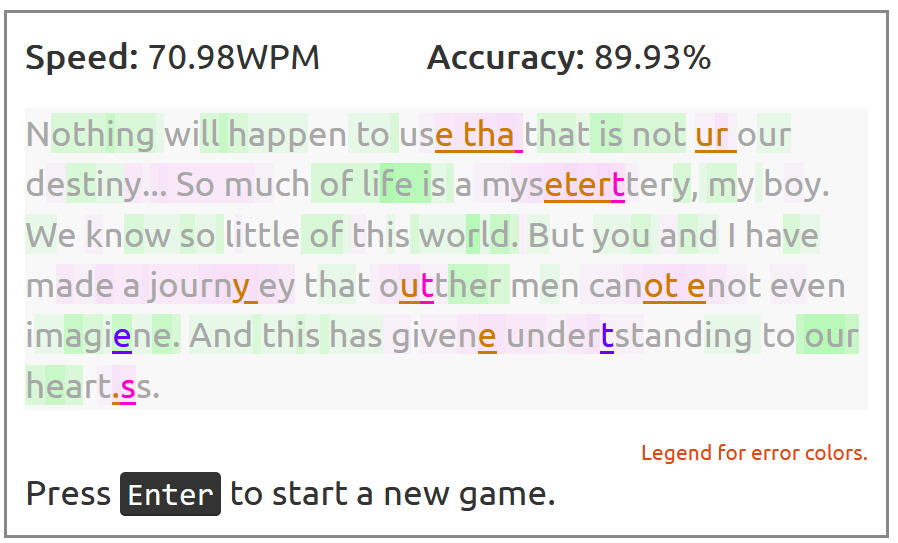 Speed: 70.98WPM Accuracy: 89.93%
Nothing will happen to use tha that is not ur our
destiny... So much of life is a myseterttery, my boy.
We know so little of this world. But you and I have
made a journy ey that outther men canot enot even
imagiene. And this has givene undertstanding to our
heart.ss.
Legend for error colors.
Press Enter to start a new game.